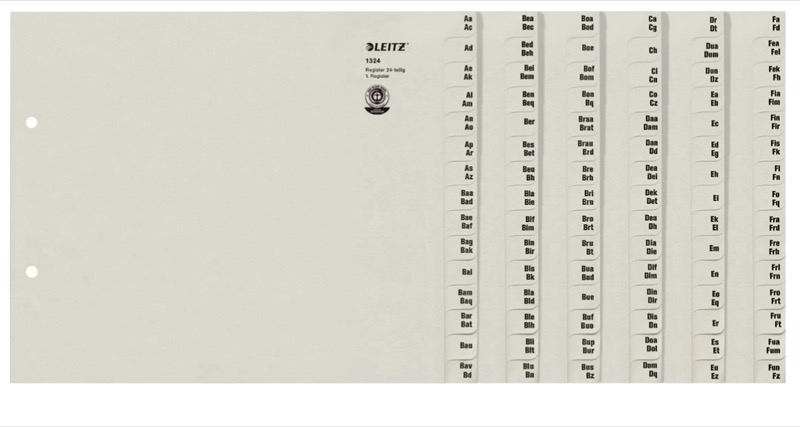 LEITZ
1324
Register 24-teilig
1. Register
Aa
Ac
Ad
Ae
Ak
Al
Am
An
Ao
Ap
Ar
As
Az
Baa
Bad
Bae
Baf
Bag
Bak
Bal
Bam
Baq
Bar
Bat
Bau
Bav
Bd
Bea
Bec
Bed
Beh
Bei
Bem
Ben
Beq
Ber
Bes
Bet
Beu
Bh
Bia
Bie
Bif
Bim
Bin
Bir
Bis
Bk
Bla
Bld
Ble
Blh
Bli
Blt
Blu
Bn
Boa
Bod
Boe
Bof
Bom
Bon
Bq
Braa
Brat
Brau
Brd
Bre
Brh
Bri
Brn
Bro
Brt
Bru
Bt
Bua
Bud
Bue
Buf
Buo
Bup
Bur
Bus
Bz
Ca
Cg
Ch
Ci
Cn
Co
Cz
Daa
Dam
Dan
Dd
Dea
Dei
Dek
Det
Deu
Dh
Dia
Die
Dif
Dim
Din
Dir
Dis
Dn
Doa
Dol
Dom
Dq
Dr
Dt
Dua
Dum
Dun
Dz
Ea
Eb
Ec
Ed
Eg
Eh
Ei
Ek
El
Em
En
Eo
Eq
Er
Es
Et
Eu
Ez
Fa
Fd
Fea
Fei
Fek
Fh
Fia
Fim
Fin
Fir
Fis
Fk
Fl
Fn
Fo
Fq
Fra
Frd
Fre
Frh
Fri
Frn
Fro
Frt
Fru
Ft
Fua
Fum
Fun
Fz